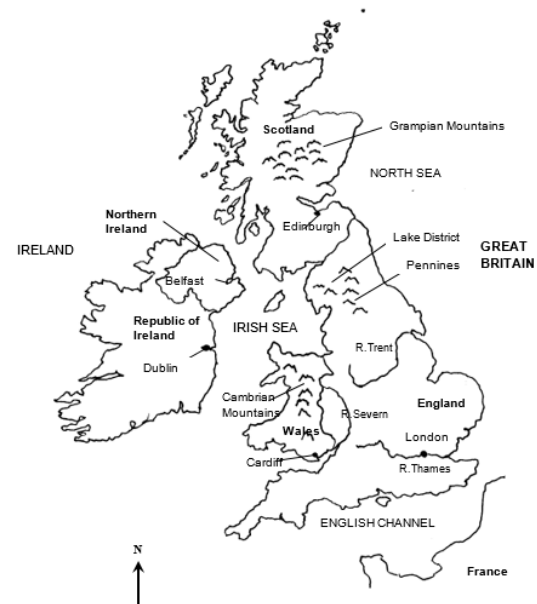 Scotland
Grampian Mountains
NORTH SEA
Northern
Ireland
Edinburgh
IRELAND
Lake District
GREAT
BRITAIN
Pennines
Belfast
Republic of
Ireland
IRISH SEA
R.Trent
Dublin
Cambrian
Mountains
R.Severn
England
Wales
London
Cardiff
R.Thames
ENGLISH CHANNEL
N
France